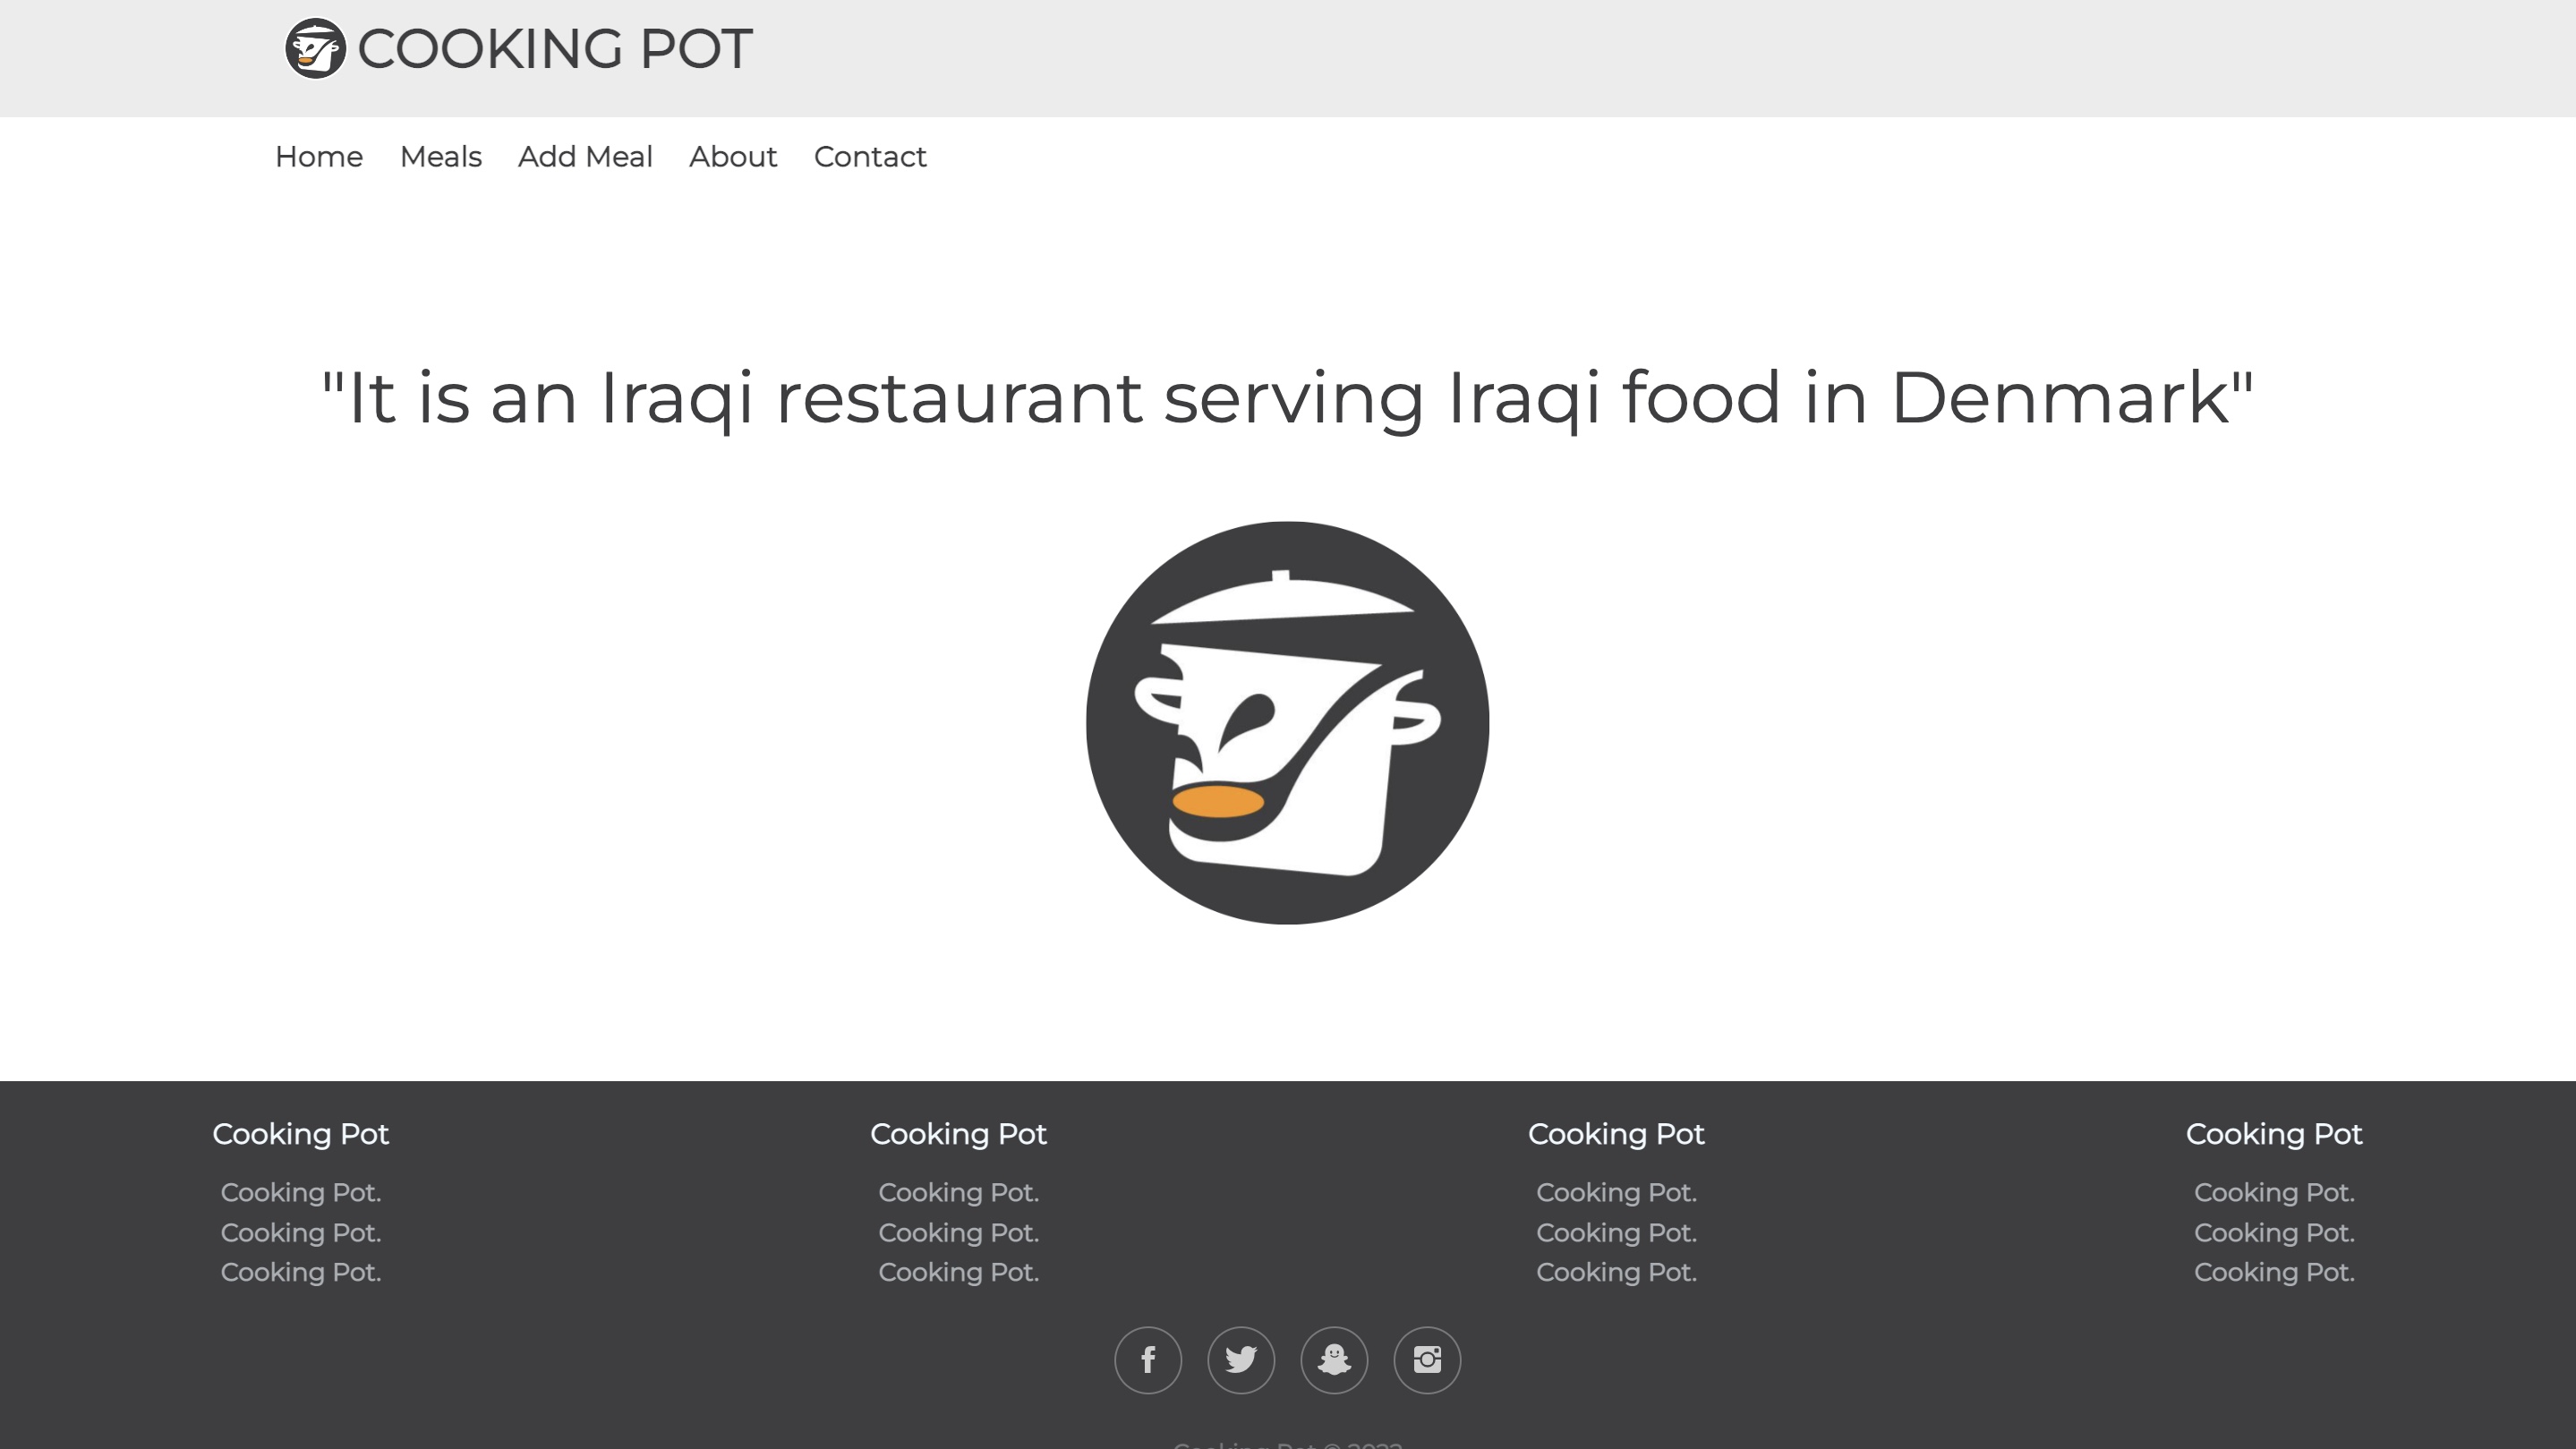 COOKING POT
Home Meals Add Meal About Contact
"It is an Iraqi restaurant serving Iraqi food in Denmark"
Cooking Pot Cooking Pot Cooking Pot Cooking Pot
Cooking Pot. Cooking Pot. Cooking Pot. Cooking Pot.
Cooking Pot. Cooking Pot. Cooking Pot. Cooking Pot.
Cooking Pot. Cooking Pot. Cooking Pot. Cooking Pot.
Cooking Pot ©